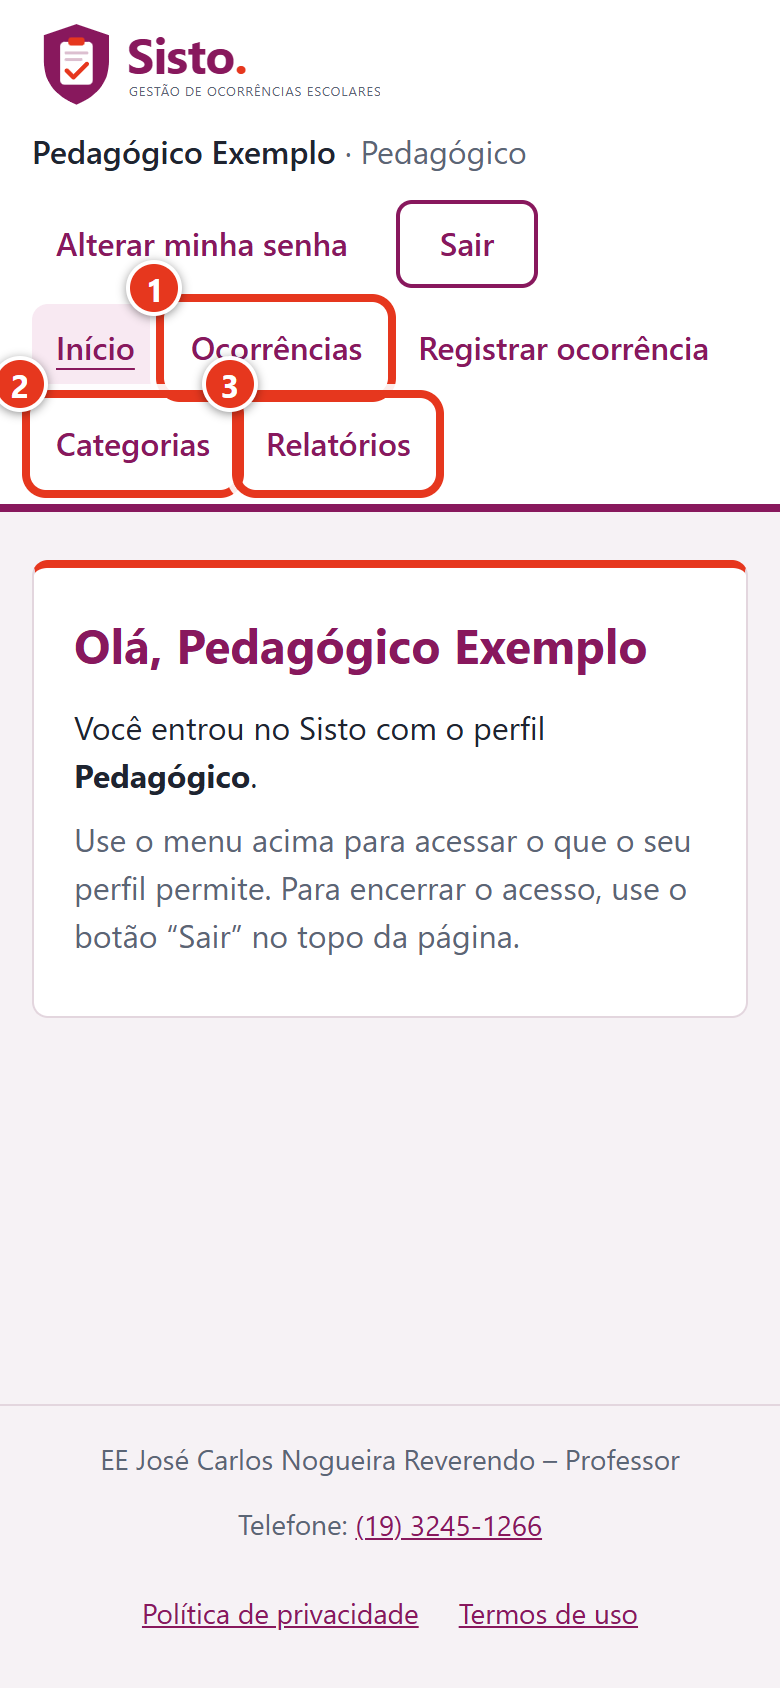 Sisto.
GESTÃO DE OCORRÊNCIAS ESCOLARES
Pedagógico Exemplo · Pedagógico
Alterar minha senha Sair
1
Início Ocorrências Registrar ocorrência
2 3
Categorias Relatórios
Olá, Pedagógico Exemplo
Você entrou no Sisto com o perfil
Pedagógico.
Use o menu acima para acessar o que o seu
perfil permite. Para encerrar o acesso, use o
botão “Sair” no topo da página.
EE José Carlos Nogueira Reverendo – Professor
Telefone: (19) 3245-1266
Política de privacidade Termos de uso